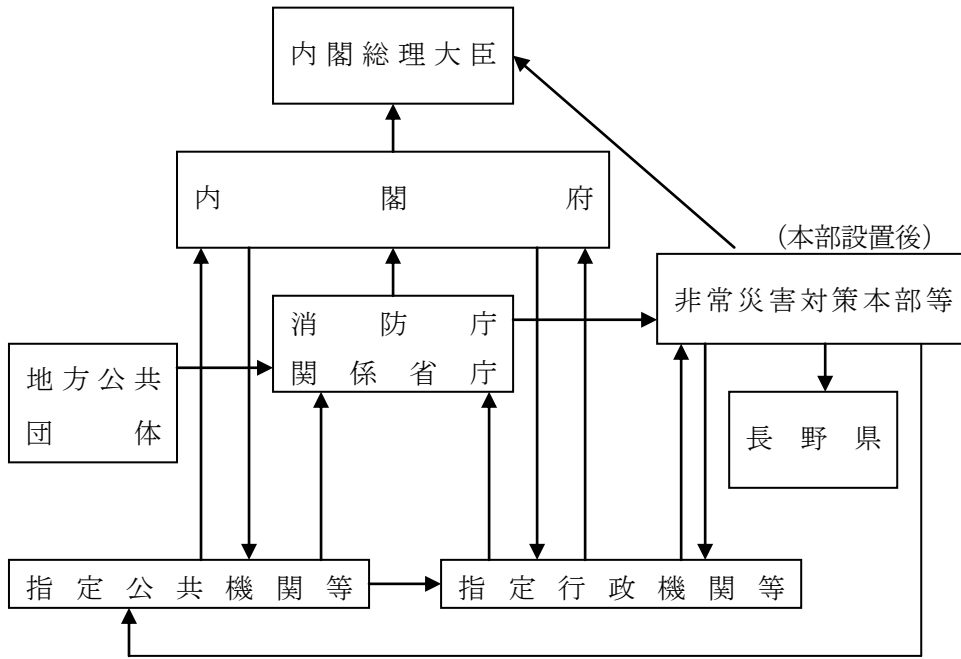 内閣総理大臣
内閣府
(本部設置後)
非常災害対策本部等
消防庁
関係省庁
地方公共
団体
長野県
指定公共機関等
指定行政機関等